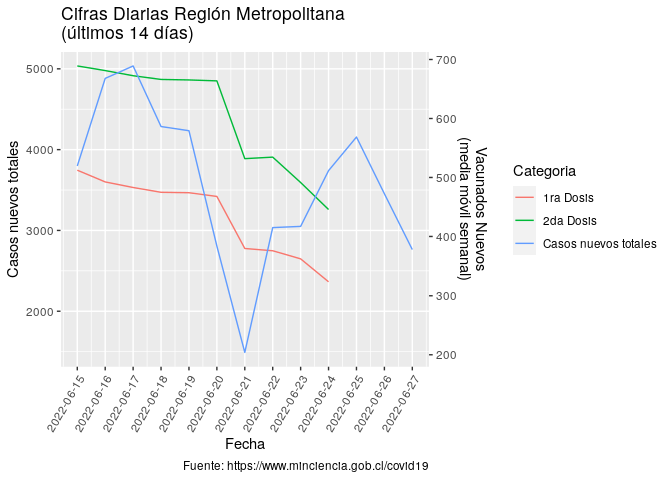 Cifras Diarias Región Metropolitana
(últimos 14 días)
Casos nuevos totales
5000
4000
3000
2000
700
600
500
400
300
200
Vacunados Nuevos
(media móvil semanal)
2022-06-15
2022-06-16
2022-06-17
2022-06-18
2022-06-19
2022-06-20
2022-06-21
2022-06-22
2022-06-23
2022-06-24
2022-06-25
2022-06-26
2022-06-27
Fecha
Categoria
1ra Dosis
2da Dosis
Casos nuevos totales
Fuente: https://www.minciencia.gob.cl/covid19